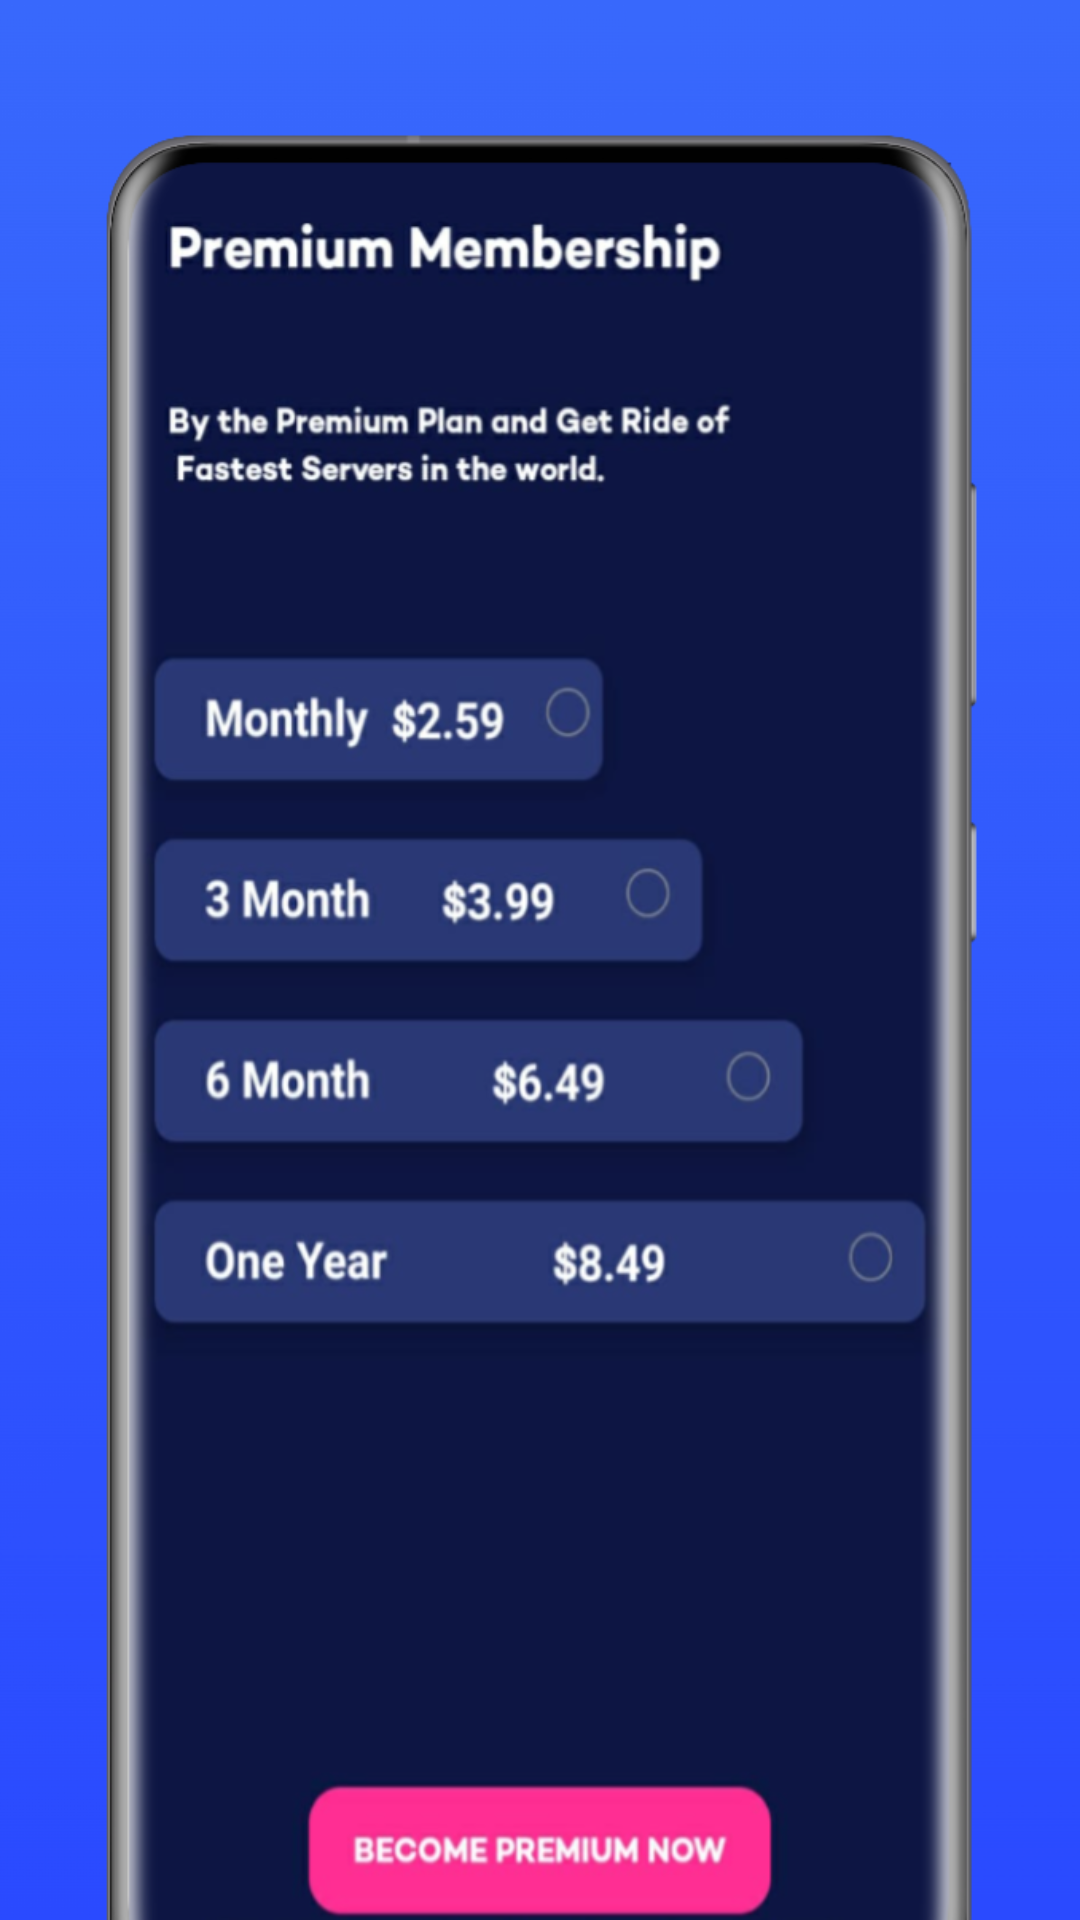 Premium Membership
By the Premium Plan and Get Ride of
Fastest Servers in the world.
Monthly $2.59
3 Month $3.99
6 Month $6.49
One Year $8.49
BECOME PREMIUM NOW